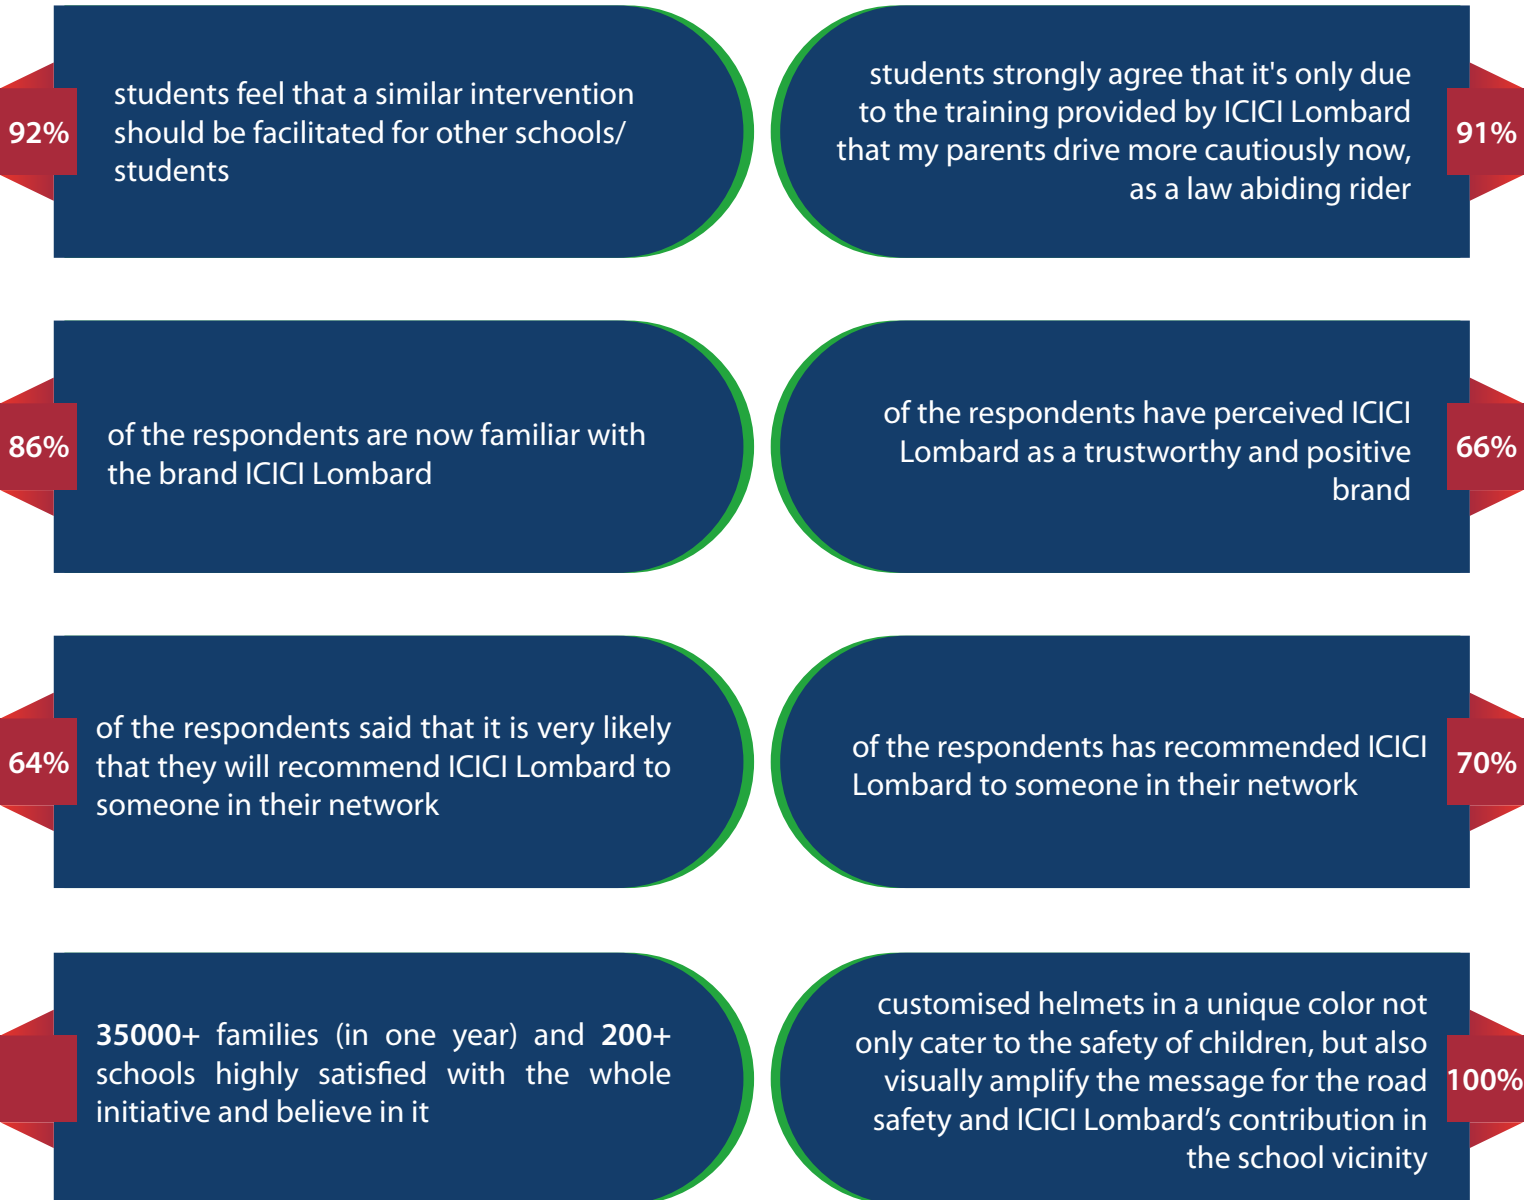 92%
students feel that a similar intervention
should be facilitated for other schools/
students
students strongly agree that it's only due
to the training provided by ICICI Lombard
that my parents drive more cautiously now,
as a law abiding rider
91%
86%
of the respondents are now familiar with
the brand ICICI Lombard
of the respondents have perceived ICICI
Lombard as a trustworthy and positive
brand
66%
64%
of the respondents said that it is very likely
that they will recommend ICICI Lombard to
someone in their network
of the respondents has recommended ICICI
Lombard to someone in their network
70%
35000+ families (in one year) and 200+
schools highly satisfied with the whole
initiative and believe in it
customised helmets in a unique color not
only cater to the safety of children, but also
visually amplify the message for the road
safety and ICICI Lombard’s contribution in
the school vicinity
100%